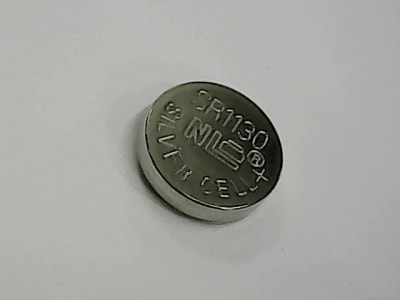 SR1130
NIC®
SILVER CELL +